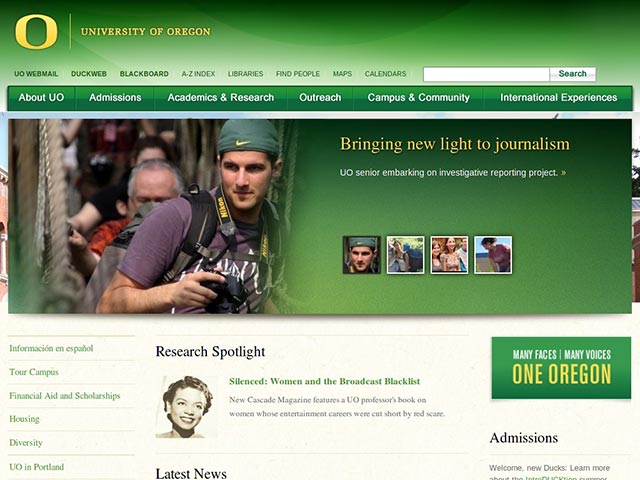 UNIVERSITY OF OREGON
UO WEBMAIL DUCKWEB BLACKBOARD A-Z INDEX LIBRARIES FIND PEOPLE MAPS CALENDARS Search
About UO Admissions Academics & Research Outreach Campus & Community International Experiences
Bringing new light to journalism
UO senior embarking on investigative reporting project. »
Nikon
Nikon
Información en español
Tour Campus
Financial Aid and Scholarships
Housing
Diversity
UO in Portland
Research Spotlight
Silenced: Women and the Broadcast Blacklist
New Cascade Magazine features a UO professor's book on
women whose entertainment careers were cut short by red scare.
Latest News
MANY FACES | MANY VOICES
ONE OREGON
Admissions
Welcome, new Ducks: Learn more
about the IntroDUCKtion summer